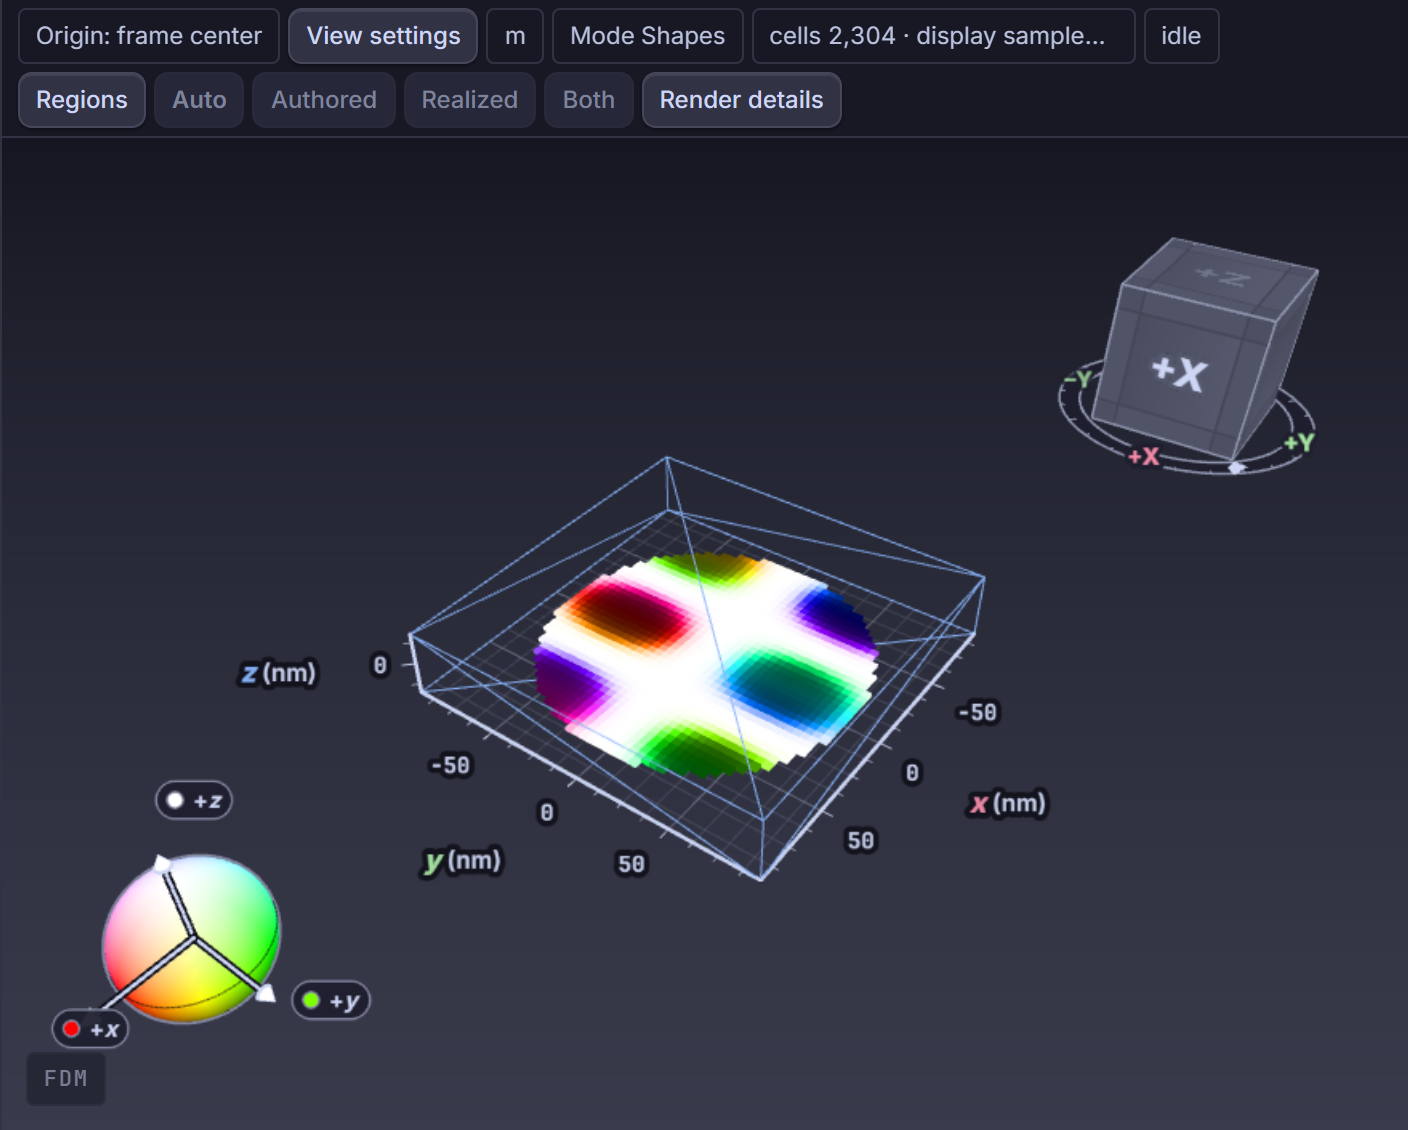 Origin: frame center View settings m Mode Shapes cells 2,304 · display sample... idle
Regions Auto Authored Realized Both Render details
+Z
+X
-Y
+Y
+X
z (nm)
0
-50
0
50
y (nm)
-50
0
50
x (nm)
+z
+y
+x
FDM